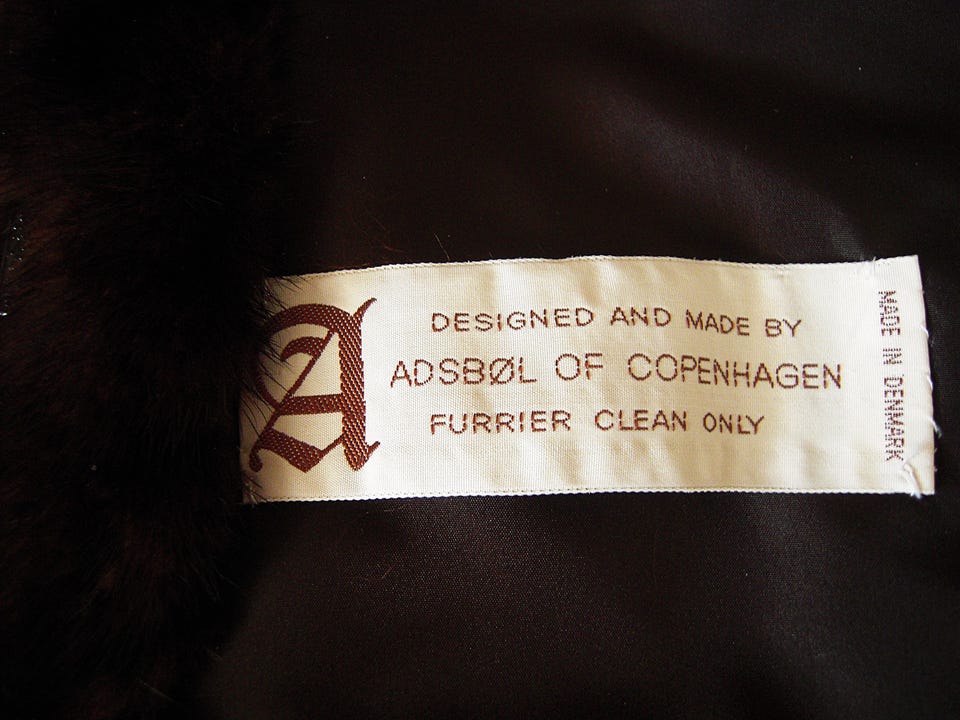 A
DESIGNED AND MADE BY
ADSBØL OF COPENHAGEN
FURRIER CLEAN ONLY
MADE IN DENMARK